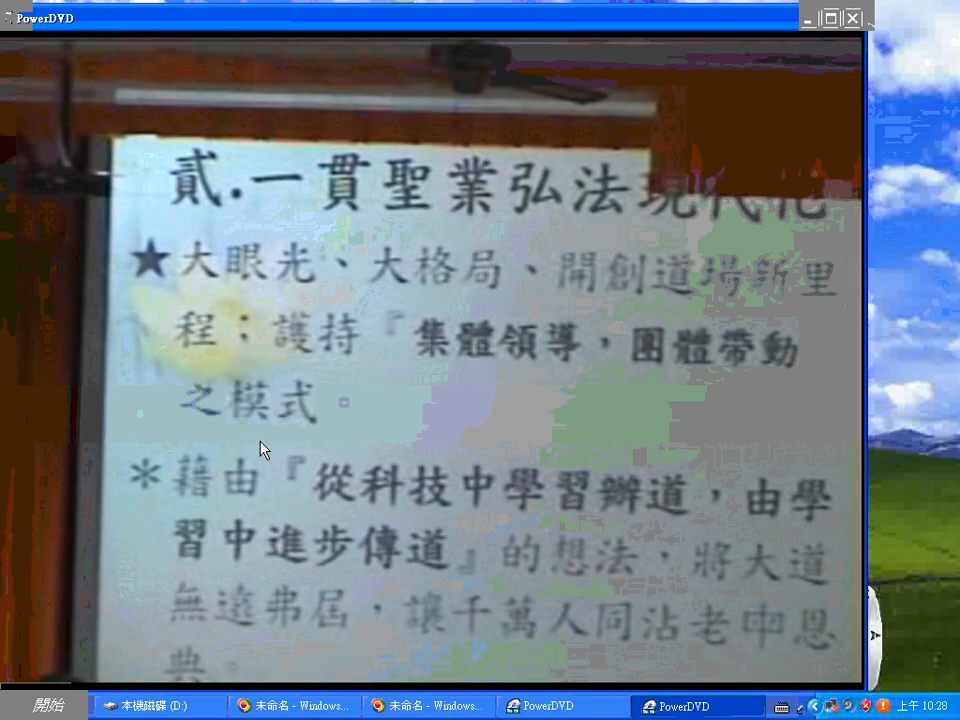 PowerDVD
貳.一貫聖業弘法現代化
★大眼光、大格局、開創道場新里
程；護持『集體領導，團體帶動
之模式。
＊藉由『從科技中學習辦道，由學
習中進步傳道』的想法，將大道
無遠弗屆，讓千萬人同沾老中恩
典。
開始 本機磁碟 (D:) 未命名 - Windows... 未命名 - Windows... PowerDVD PowerDVD 上午 10:28